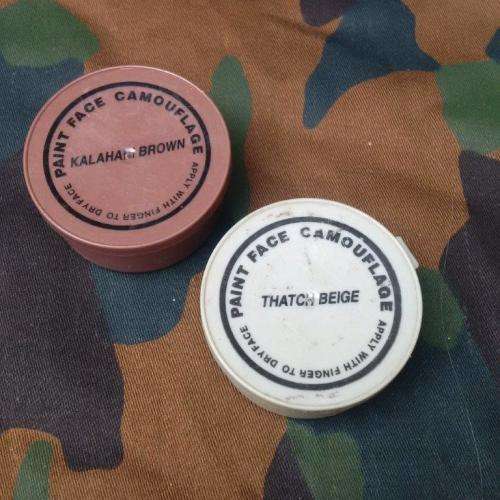 PAINT FACE CAMOUFLAGE
KALAHARI BROWN
APPLY WITH FINGER TO DRY FACE
PAINT FACE CAMOUFLAGE
THATCH BEIGE
APPLY WITH FINGER TO DRY FACE